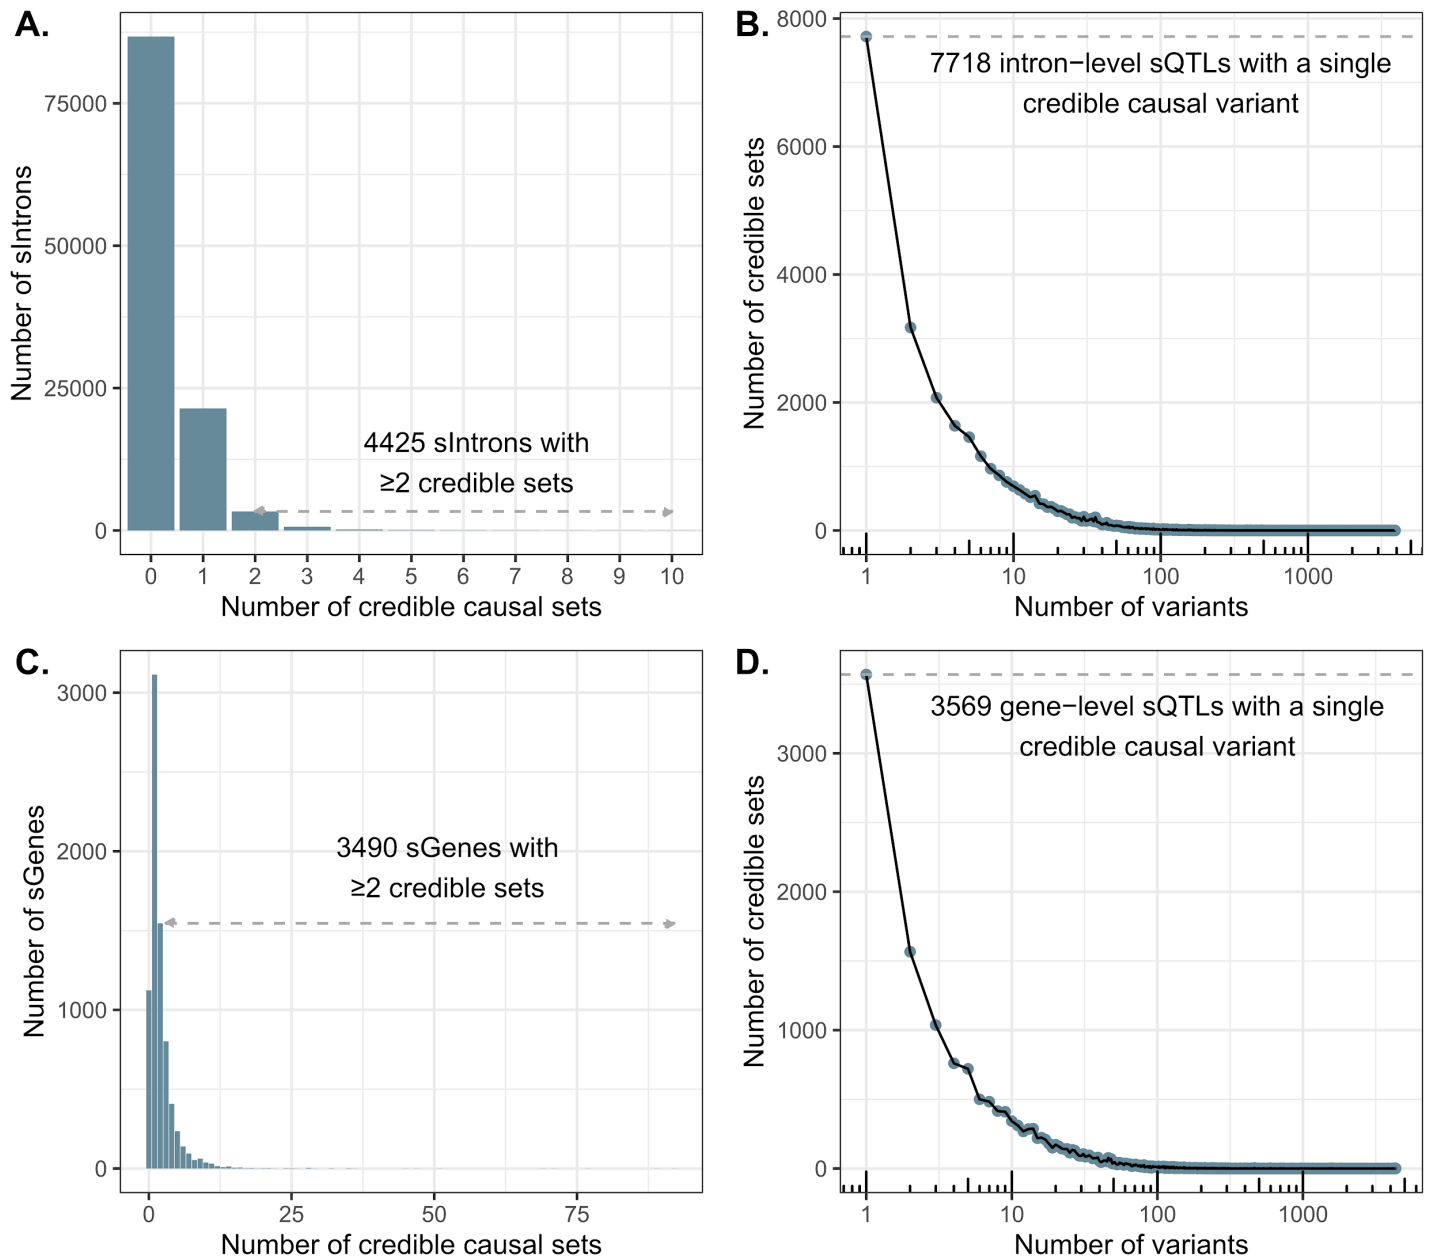 A.
75000
50000
25000
0
Number of sIntrons
4425 sIntrons with
≥2 credible sets
0 1 2 3 4 5 6 7 8 9 10
Number of credible causal sets
B.
8000
6000
4000
2000
0
Number of credible sets
7718 intron−level sQTLs with a single
credible causal variant
1 10 100 1000
Number of variants
C.
3000
2000
1000
0
Number of sGenes
3490 sGenes with
≥2 credible sets
0 25 50 75
Number of credible causal sets
D.
3000
2000
1000
0
Number of credible sets
3569 gene−level sQTLs with a single
credible causal variant
1 10 100 1000
Number of variants